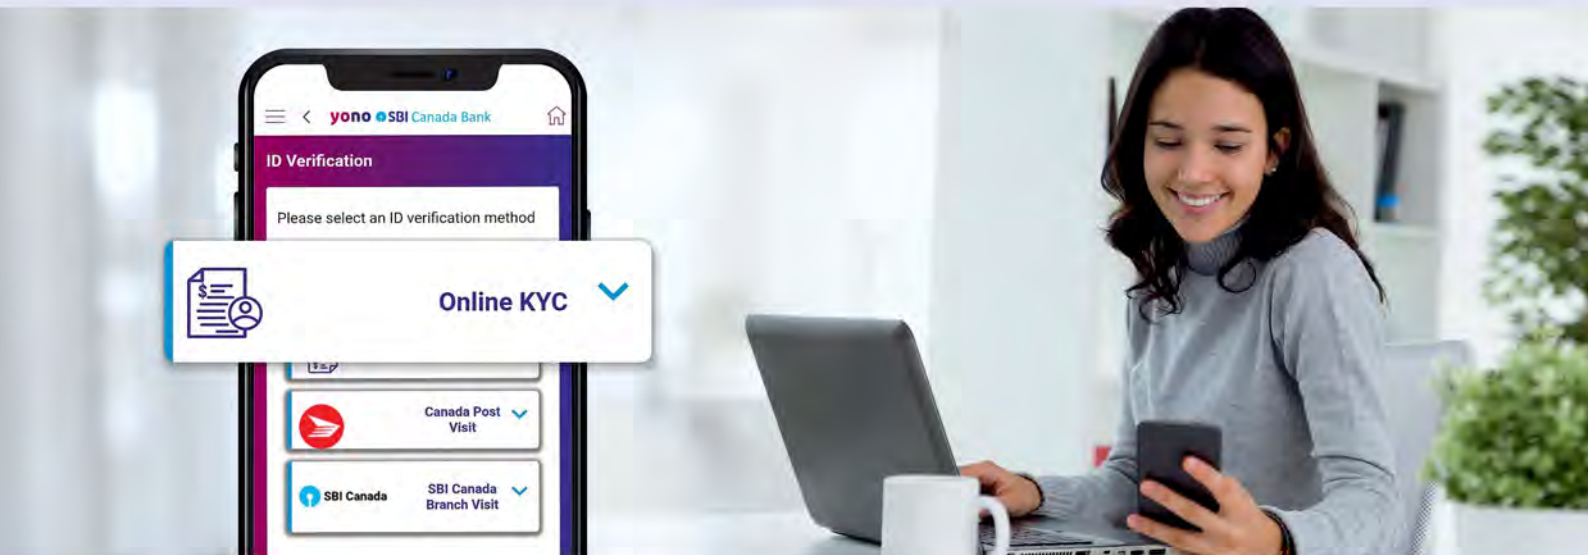 yono SBI Canada Bank
ID Verification
Please select an ID verification method
$
Online KYC
$
Canada Post
Visit
SBI Canada
SBI Canada
Branch Visit